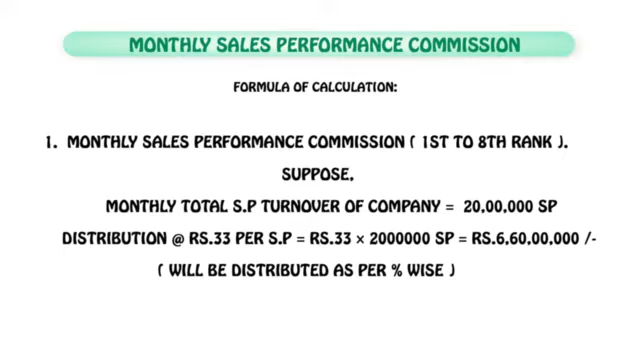 MONTHLY SALES PERFORMANCE COMMISSION
FORMULA OF CALCULATION:
1. MONTHLY SALES PERFORMANCE COMMISSION ( 1ST TO 8TH RANK ).
SUPPOSE,
MONTHLY TOTAL S.P TURNOVER OF COMPANY = 20,00,000 SP
DISTRIBUTION @ RS.33 PER S.P = RS.33 × 2000000 SP = RS.6,60,00,000 /-
( WILL BE DISTRIBUTED AS PER % WISE )